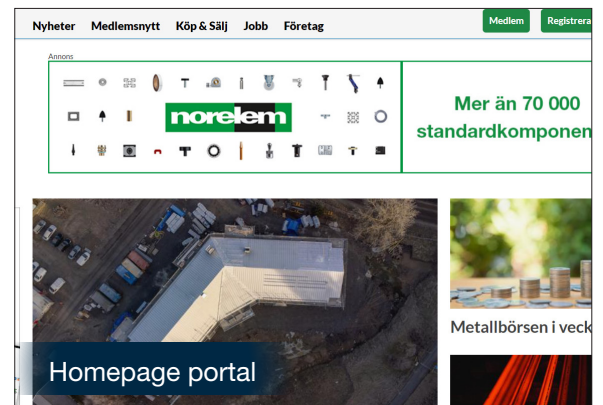 Nyheter Medlemsnytt Köp & Sälj Jobb Företag
Medlem Registrera
Annons
norelem
Mer än 70 000
standardkomponen
Metallbörsen i veck
Homepage portal